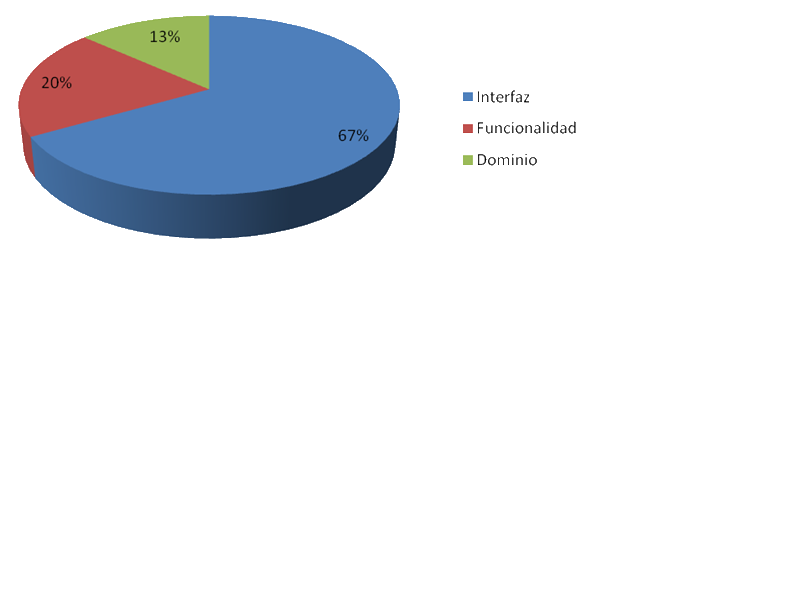 13%
20%
67%
Interfaz
Funcionalidad
Dominio